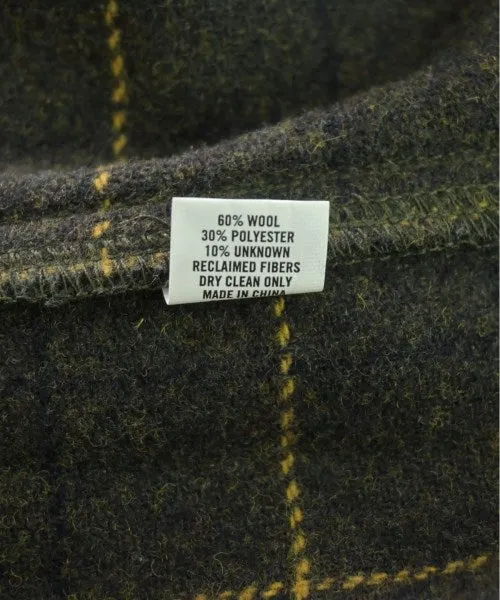 60% WOOL
30% POLYESTER
10% UNKNOWN
RECLAIMED FIBERS
DRY CLEAN ONLY
MADE IN CHINA